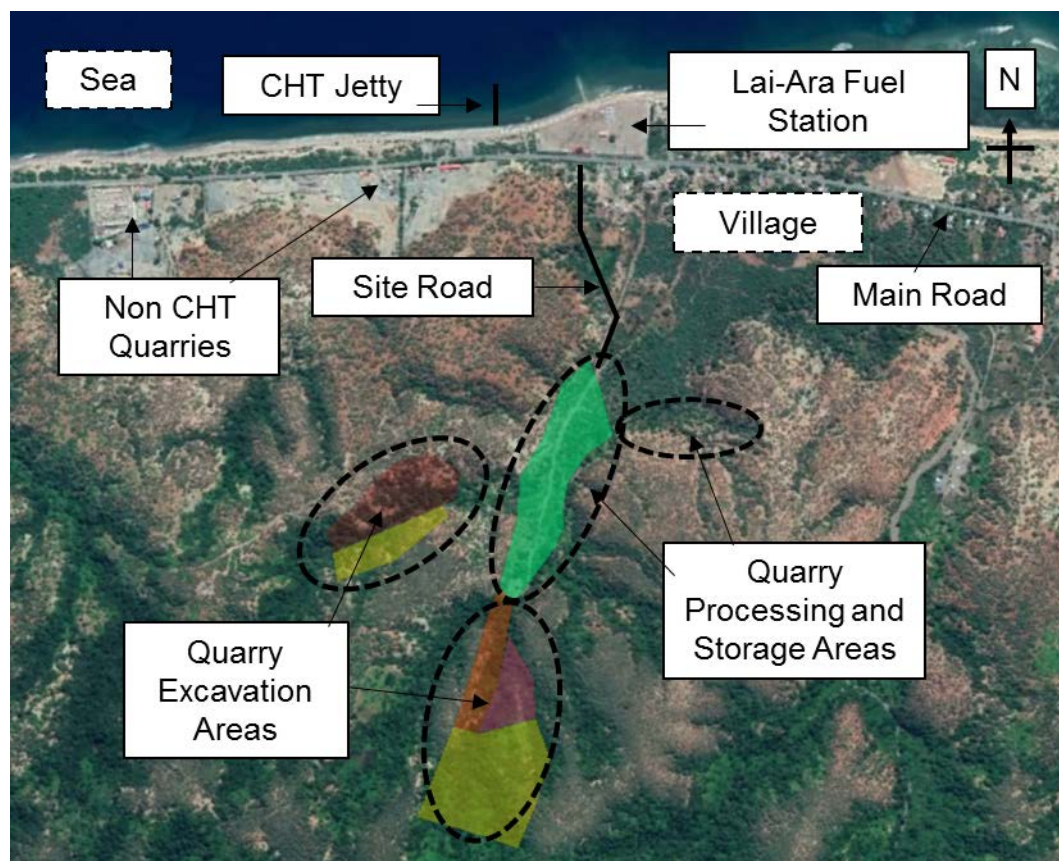 Sea
CHT Jetty
Lai-Ara Fuel
Station
N
Village
Site Road
Main Road
Non CHT
Quarries
Quarry
Excavation
Areas
Quarry
Processing and
Storage Areas